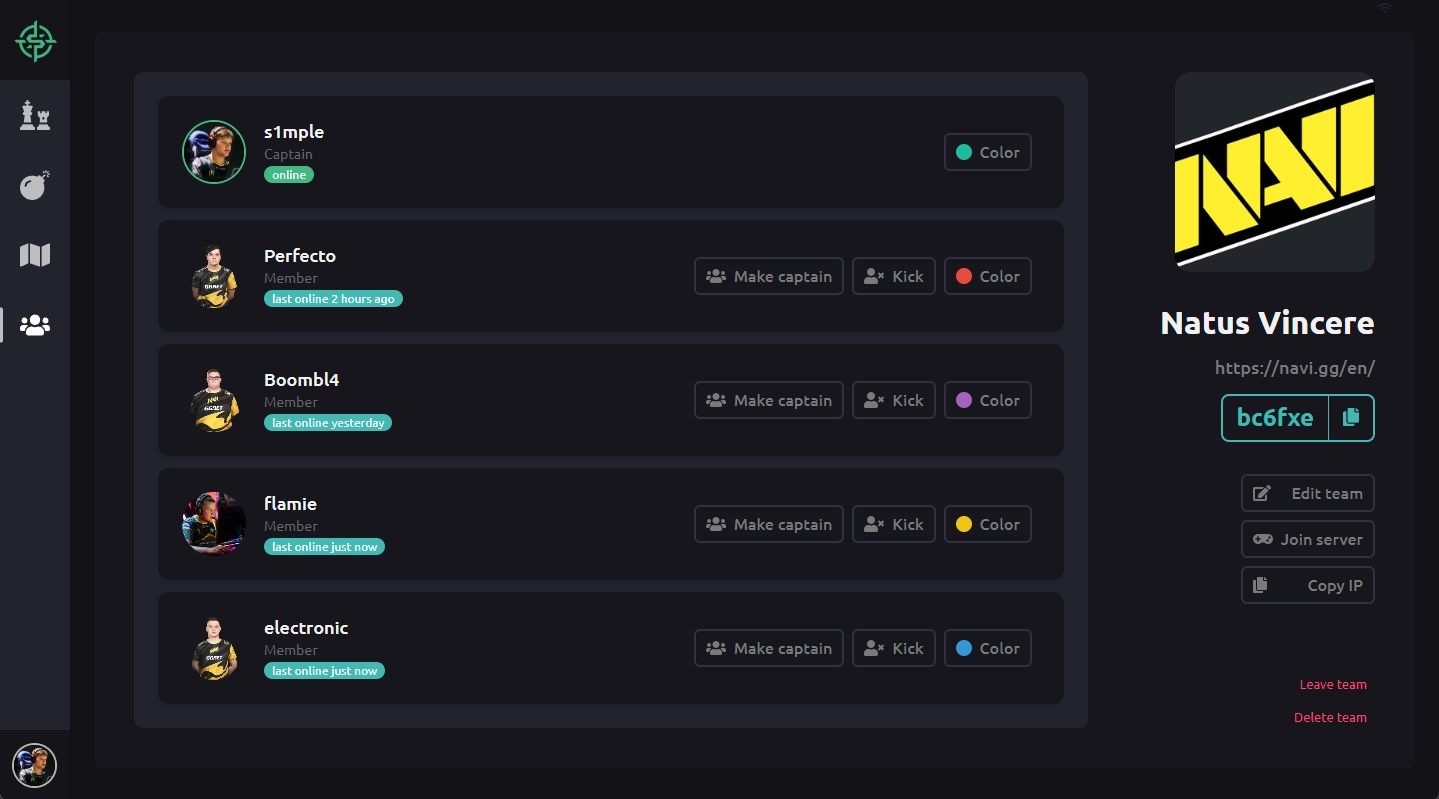 s1mple
Captain
online
Color
Perfecto
Member
last online 2 hours ago
Make captain
Kick
Color
Boombl4
Member
last online yesterday
Make captain
Kick
Color
flamie
Member
last online just now
Make captain
Kick
Color
electronic
Member
last online just now
Make captain
Kick
Color
NAVI
Natus Vincere
https://navi.gg/en/
bc6fxe
Edit team
Join server
Copy IP
Leave team
Delete team